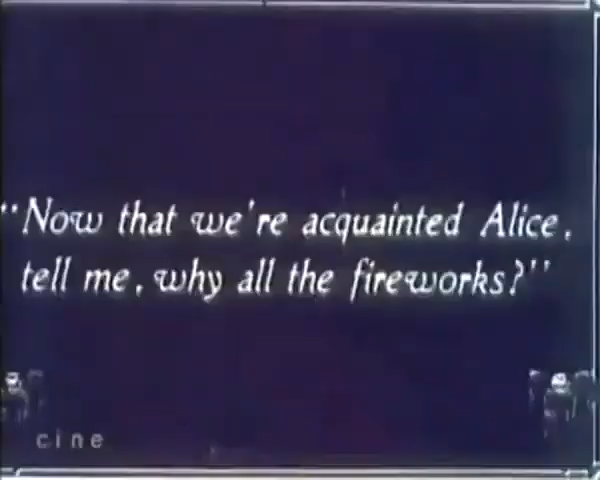 "Now that we're acquainted Alice,
tell me, why all the fireworks?"
cine